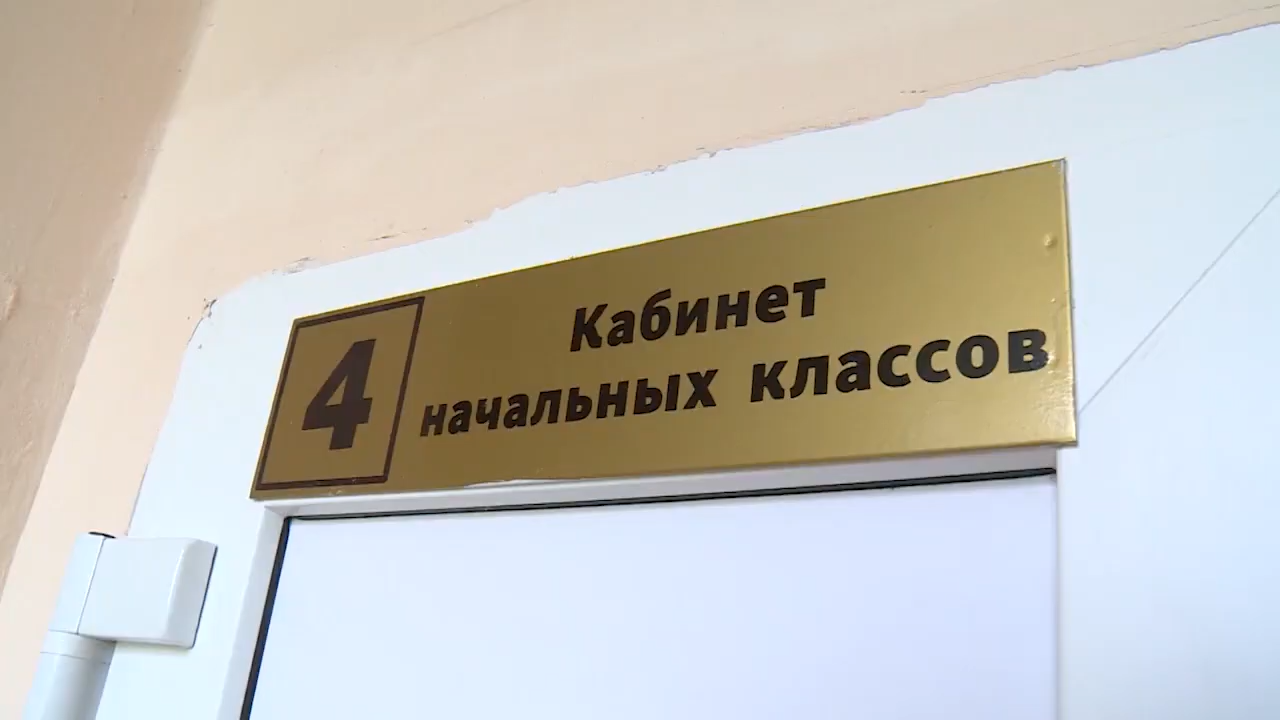 4
Кабинет
начальных классов